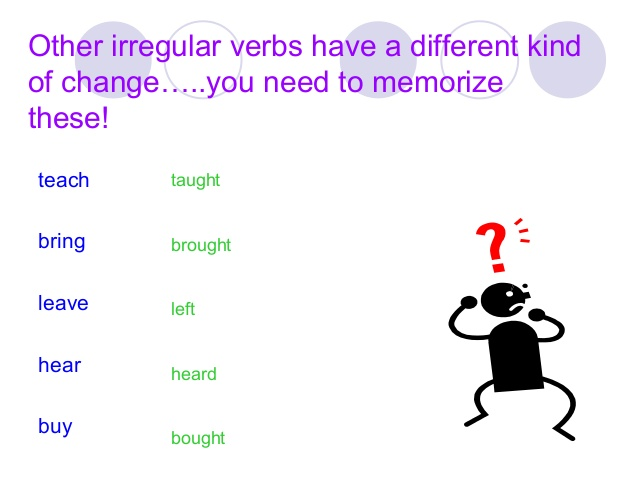 Other irregular verbs have a different kind
of change…..you need to memorize
these!
teach taught
bring brought
leave left
hear heard
buy bought
?